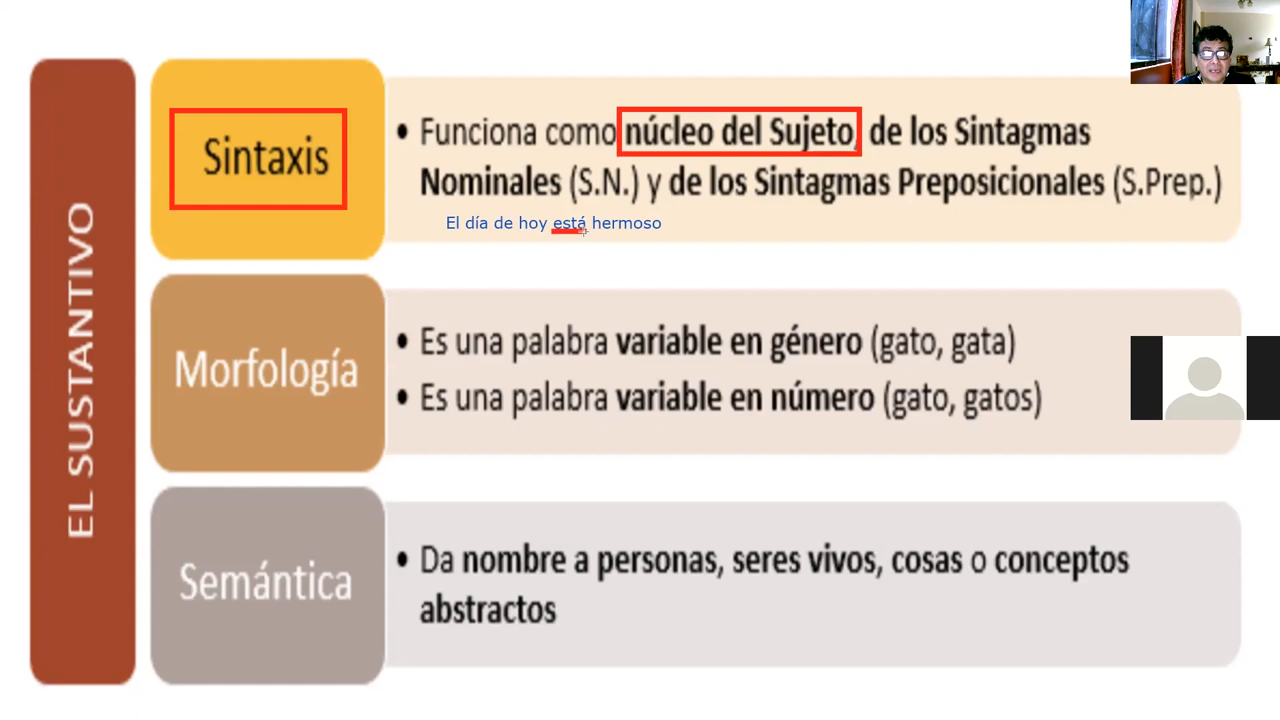 EL SUSTANTIVO
Sintaxis
• Funciona como núcleo del Sujeto, de los Sintagmas
Nominales (S.N.) y de los Sintagmas Preposicionales (S.Prep.)
El día de hoy está hermoso
Morfología
• Es una palabra variable en género (gato, gata)
• Es una palabra variable en número (gato, gatos)
Semántica
• Da nombre a personas, seres vivos, cosas o conceptos
abstractos